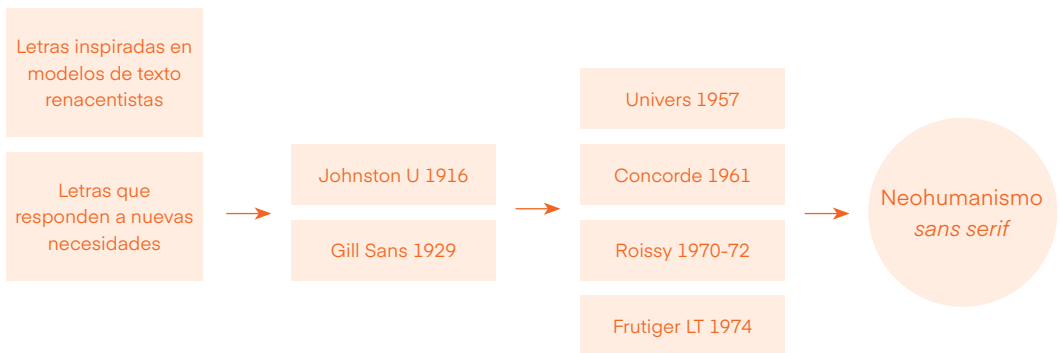 Letras inspiradas en
modelos de texto
renacentistas
Letras que
responden a nuevas
necesidades
Johnston U 1916
Gill Sans 1929
Univers 1957
Concorde 1961
Roissy 1970-72
Frutiger LT 1974
Neohumanismo
sans serif